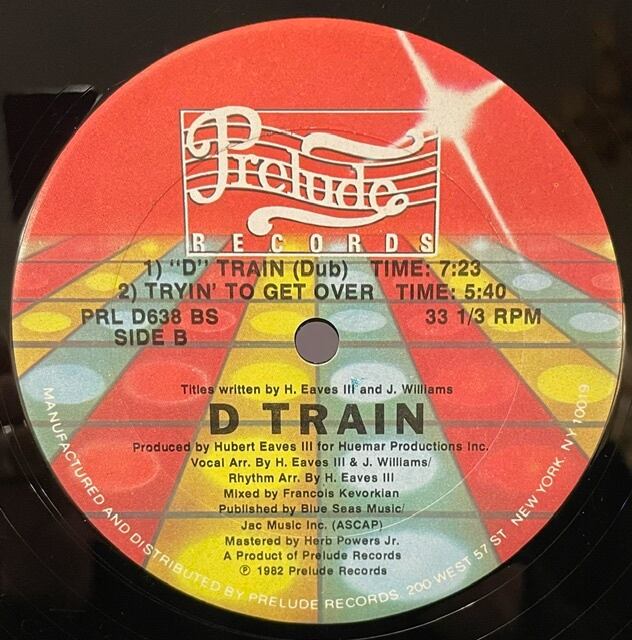 Prelude
RECORDS
1) “D” TRAIN (Dub) TIME: 7:23
2) TRYIN’ TO GET OVER TIME: 5:40
PRL D638 BS 33 1/3 RPM
SIDE B
Titles written by H. Eaves III and J. Williams
D TRAIN
Produced by Hubert Eaves III for Huemar Productions Inc.
Vocal Arr. By H. Eaves III & J. Williams/
Rhythm Arr. By H. Eaves III
Mixed by Francois Kevorkian
Published by Blue Seas Music/
Jac Music Inc. (ASCAP)
Mastered by Herb Powers Jr.
A Product of Prelude Records
℗ 1982 Prelude Records
MANUFACTURED AND DISTRIBUTED BY PRELUDE RECORDS, 200 WEST 57 ST NEW YORK, NY 10019